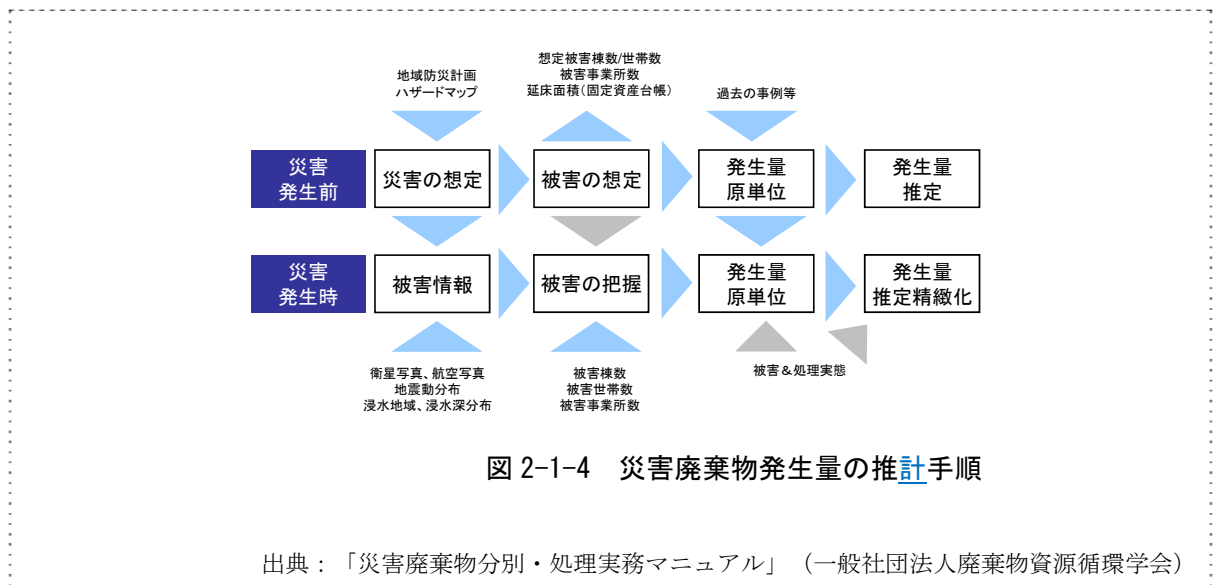 地域防災計画
ハザードマップ
想定被害棟数/世帯数
被害事業所数
延床面積(固定資産台帳)
過去の事例等
災害
発生前
災害の想定
被害の想定
発生量
原単位
発生量
推定
災害
発生時
被害情報
被害の把握
発生量
原単位
発生量
推定精緻化
衛星写真、航空写真
地震動分布
浸水地域、浸水深分布
被害棟数
被害世帯数
被害事業所数
被害&処理実態
図 2-1-4 災害廃棄物発生量の推計手順
出典:「災害廃棄物分別・処理実務マニュアル」(一般社団法人廃棄物資源循環学会)